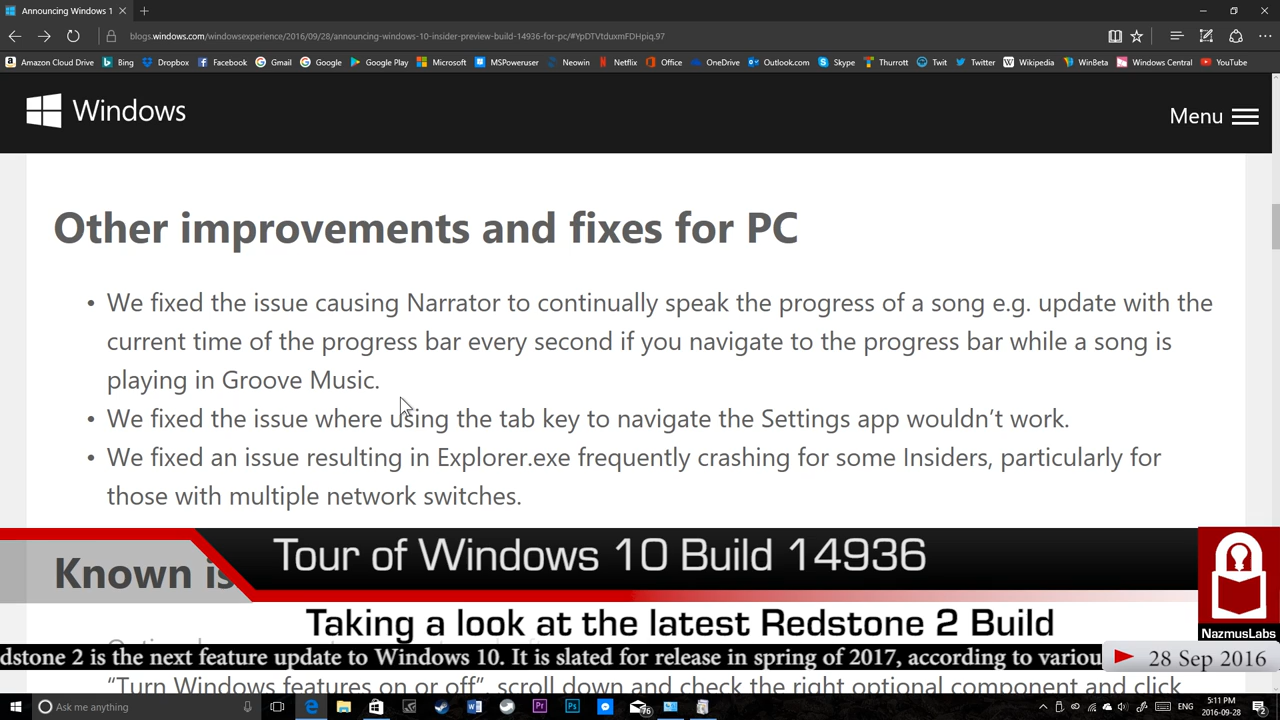 Announcing Windows 1
blogs.windows.com/windowsexperience/2016/09/28/announcing-windows-10-insider-preview-build-14936-for-pc/#YpDTVtduxmFDHpiq.97
Amazon Cloud Drive Bing Dropbox Facebook Gmail Google Google Play Microsoft MSPoweruser Neowin Netflix Office OneDrive Outlook.com Skype Thurrott Twit Twitter Wikipedia WinBeta Windows Central YouTube
Windows
Menu
Other improvements and fixes for PC
• We fixed the issue causing Narrator to continually speak the progress of a song e.g. update with the
current time of the progress bar every second if you navigate to the progress bar while a song is
playing in Groove Music.
• We fixed the issue where using the tab key to navigate the Settings app wouldn’t work.
• We fixed an issue resulting in Explorer.exe frequently crashing for some Insiders, particularly for
those with multiple network switches.
Known is
Tour of Windows 10 Build 14936
Taking a look at the latest Redstone 2 Build
NazmusLabs
dstone 2 is the next feature update to Windows 10. It is slated for release in spring of 2017, according to variou
28 Sep 2016
“Turn Windows features on or off”, scroll down and check the right optional component and click
Ask me anything
76
ENG
5:11 PM
2016-09-28
2